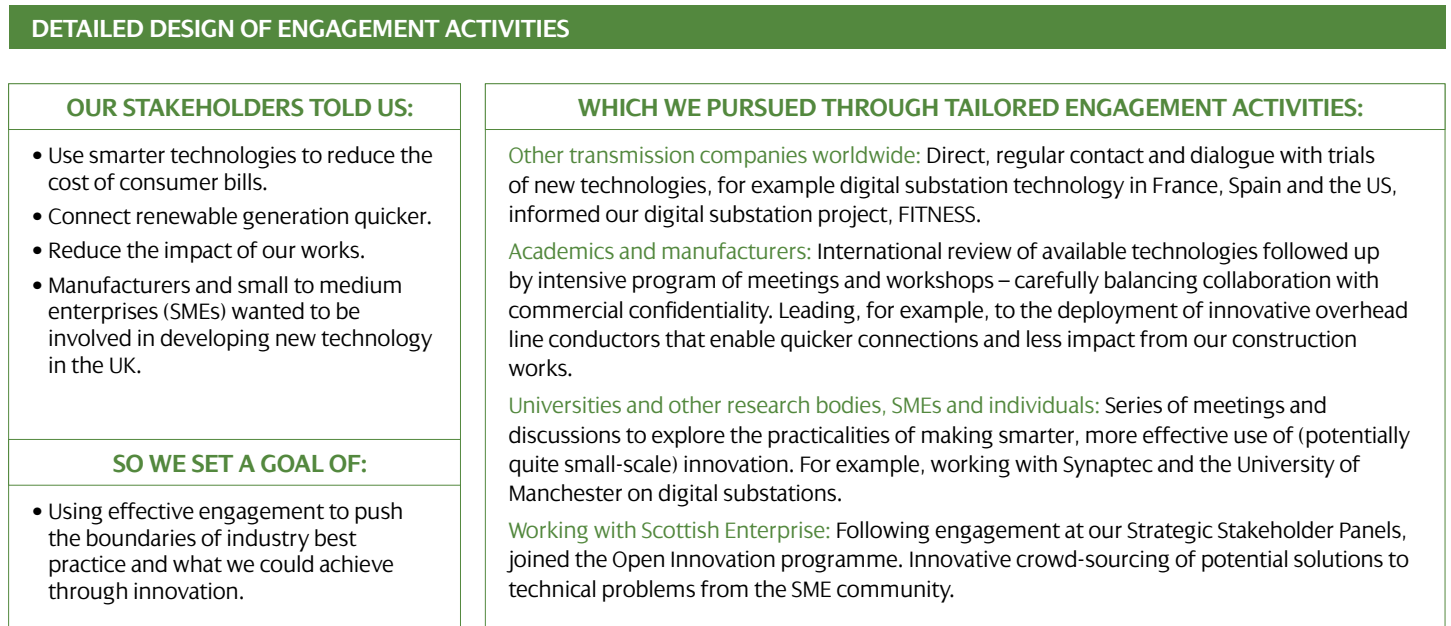 DETAILED DESIGN OF ENGAGEMENT ACTIVITIES
OUR STAKEHOLDERS TOLD US:
• Use smarter technologies to reduce the
cost of consumer bills.
• Connect renewable generation quicker.
• Reduce the impact of our works.
• Manufacturers and small to medium
enterprises (SMEs) wanted to be
involved in developing new technology
in the UK.
SO WE SET A GOAL OF:
• Using effective engagement to push
the boundaries of industry best
practice and what we could achieve
through innovation.
WHICH WE PURSUED THROUGH TAILORED ENGAGEMENT ACTIVITIES:
Other transmission companies worldwide: Direct, regular contact and dialogue with trials
of new technologies, for example digital substation technology in France, Spain and the US,
informed our digital substation project, FITNESS.
Academics and manufacturers: International review of available technologies followed up
by intensive program of meetings and workshops – carefully balancing collaboration with
commercial confidentiality. Leading, for example, to the deployment of innovative overhead
line conductors that enable quicker connections and less impact from our construction
works.
Universities and other research bodies, SMEs and individuals: Series of meetings and
discussions to explore the practicalities of making smarter, more effective use of (potentially
quite small-scale) innovation. For example, working with Synaptec and the University of
Manchester on digital substations.
Working with Scottish Enterprise: Following engagement at our Strategic Stakeholder Panels,
joined the Open Innovation programme. Innovative crowd-sourcing of potential solutions to
technical problems from the SME community.